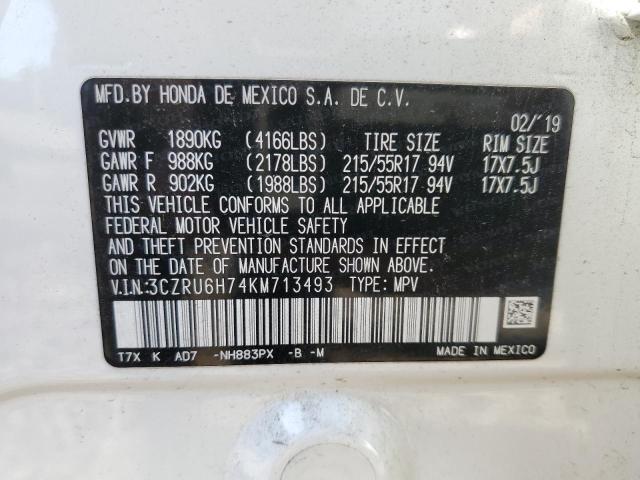 MFD.BY HONDA DE MEXICO S.A. DE C.V.
02/'19
GVWR 1890KG (4166LBS) TIRE SIZE RIM SIZE
GAWR F 988KG (2178LBS) 215/55R17 94V 17X7.5J
GAWR R 902KG (1988LBS) 215/55R17 94V 17X7.5J
THIS VEHICLE CONFORMS TO ALL APPLICABLE
FEDERAL MOTOR VEHICLE SAFETY
AND THEFT PREVENTION STANDARDS IN EFFECT
ON THE DATE OF MANUFACTURE SHOWN ABOVE.
V.I.N:3CZRU6H74KM713493 TYPE: MPV
T7X K AD7 -NH883PX -B -M MADE IN MEXICO